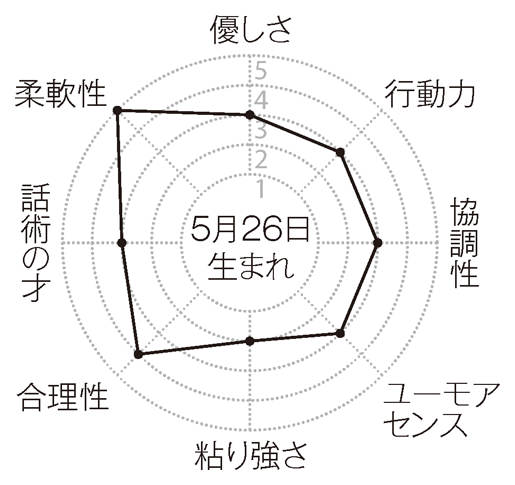 優しさ
行動力
協調性
ユーモア
センス
粘り強さ
合理性
話術の才
柔軟性
5
4
3
2
1
5月26日
生まれ